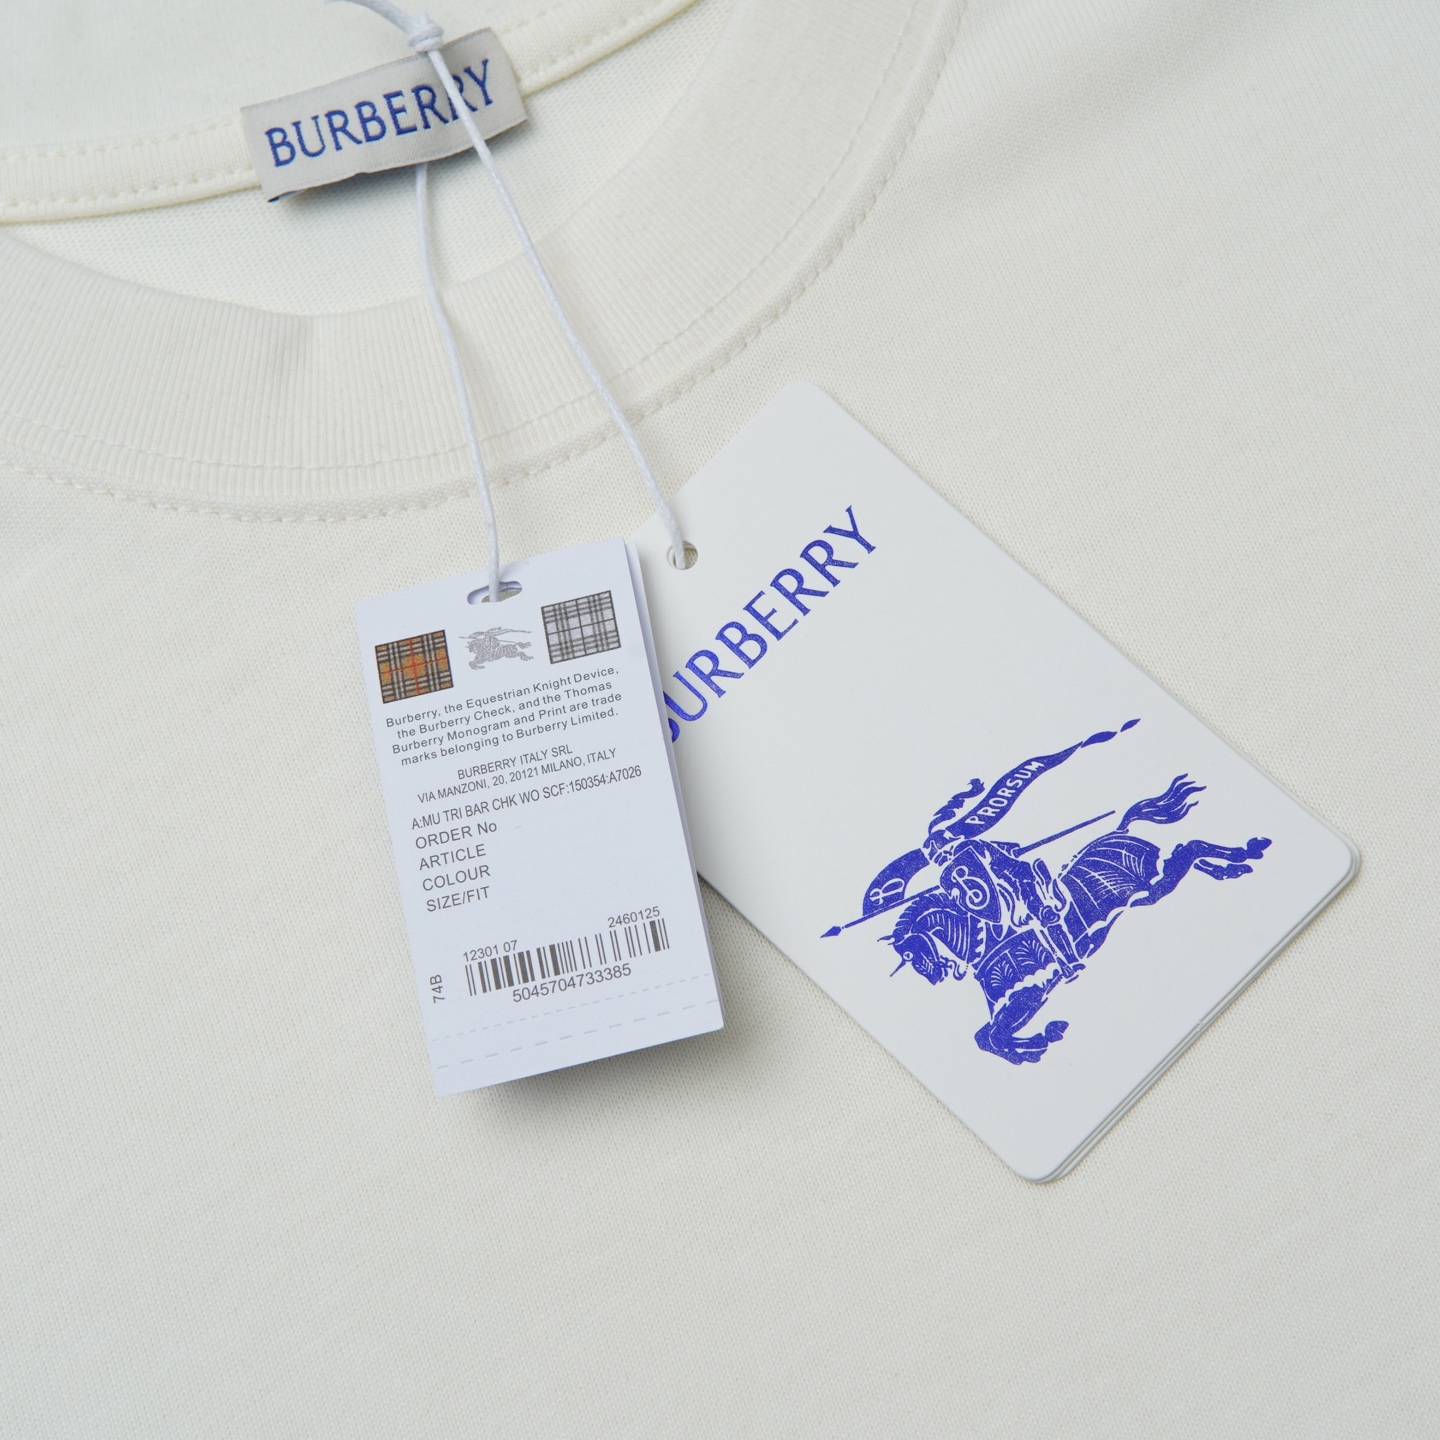 BURBERRY
BURBERRY
PRORSUM
B
B
Burberry, the Equestrian Knight Device,
the Burberry Check, and the Thomas
Burberry Monogram and Print are trade
marks belonging to Burberry Limited.
BURBERRY ITALY SRL
VIA MANZONI, 20, 20121 MILANO, ITALY
A:MU TRI BAR CHK WO SCF:150354:A7026
ORDER No
ARTICLE
COLOUR
SIZE/FIT
12301 07 2460125
74B
5045704733385